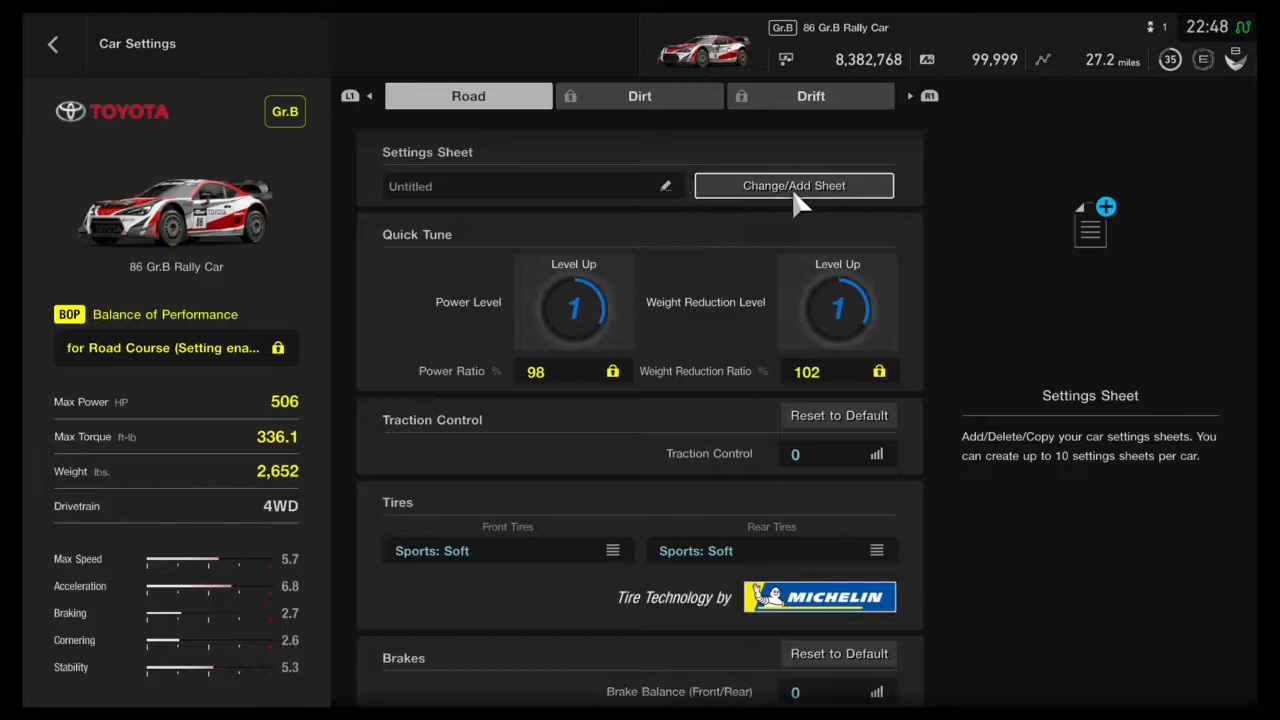 Car Settings
Gr.B 86 Gr.B Rally Car
1 22:48
8,382,768 99,999 27.2 miles 35 E B
TOYOTA Gr.B
86 Gr.B Rally Car
BOP Balance of Performance
for Road Course (Setting ena...
Max Power HP 506
Max Torque ft-lb 336.1
Weight lbs. 2,652
Drivetrain 4WD
Max Speed 5.7
Acceleration 6.8
Braking 2.7
Cornering 2.6
Stability 5.3
L1 Road Dirt Drift R1
Settings Sheet
Untitled Change/Add Sheet
Quick Tune
Level Up Level Up
Power Level 1 Weight Reduction Level 1
Power Ratio % 98 Weight Reduction Ratio % 102
Traction Control Reset to Default
Traction Control 0
Tires
Front Tires Rear Tires
Sports: Soft Sports: Soft
Tire Technology by MICHELIN
Brakes Reset to Default
Brake Balance (Front/Rear) 0
Settings Sheet
Add/Delete/Copy your car settings sheets. You
can create up to 10 settings sheets per car.